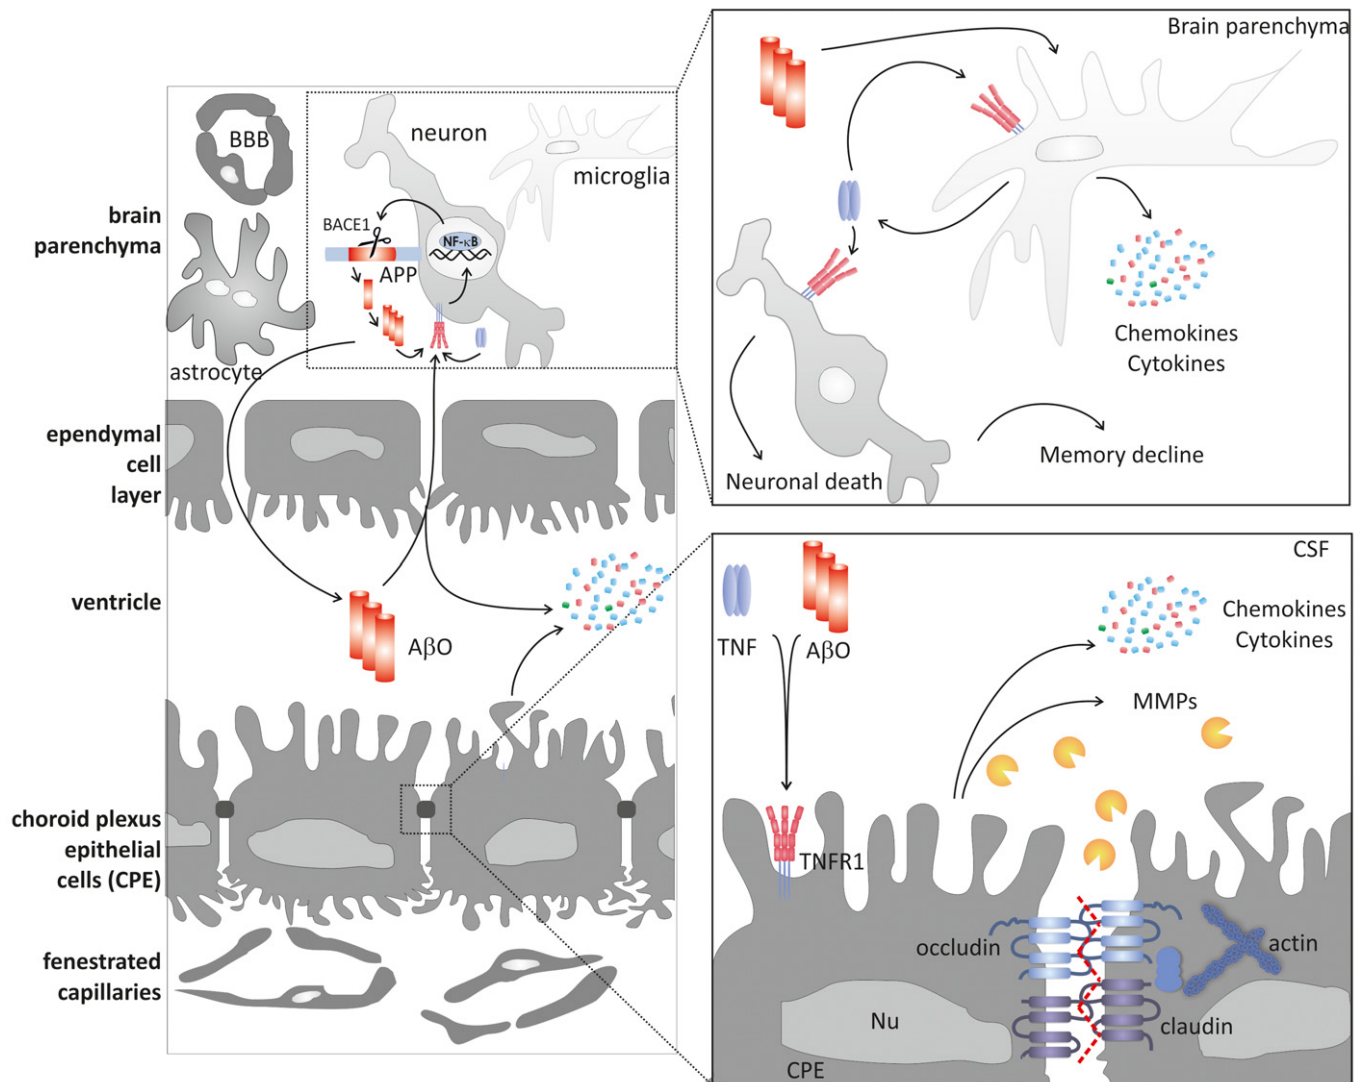 brain
parenchyma
ependymal
cell
layer
ventricle
choroid plexus
epithelial
cells (CPE)
fenestrated
capillaries
BBB
astrocyte
neuron
microglia
BACE1
NF-κB
APP
AβO
Brain parenchyma
Chemokines
Cytokines
Memory decline
Neuronal death
CSF
TNF
AβO
Chemokines
Cytokines
MMPs
TNFR1
occludin
actin
claudin
Nu
CPE